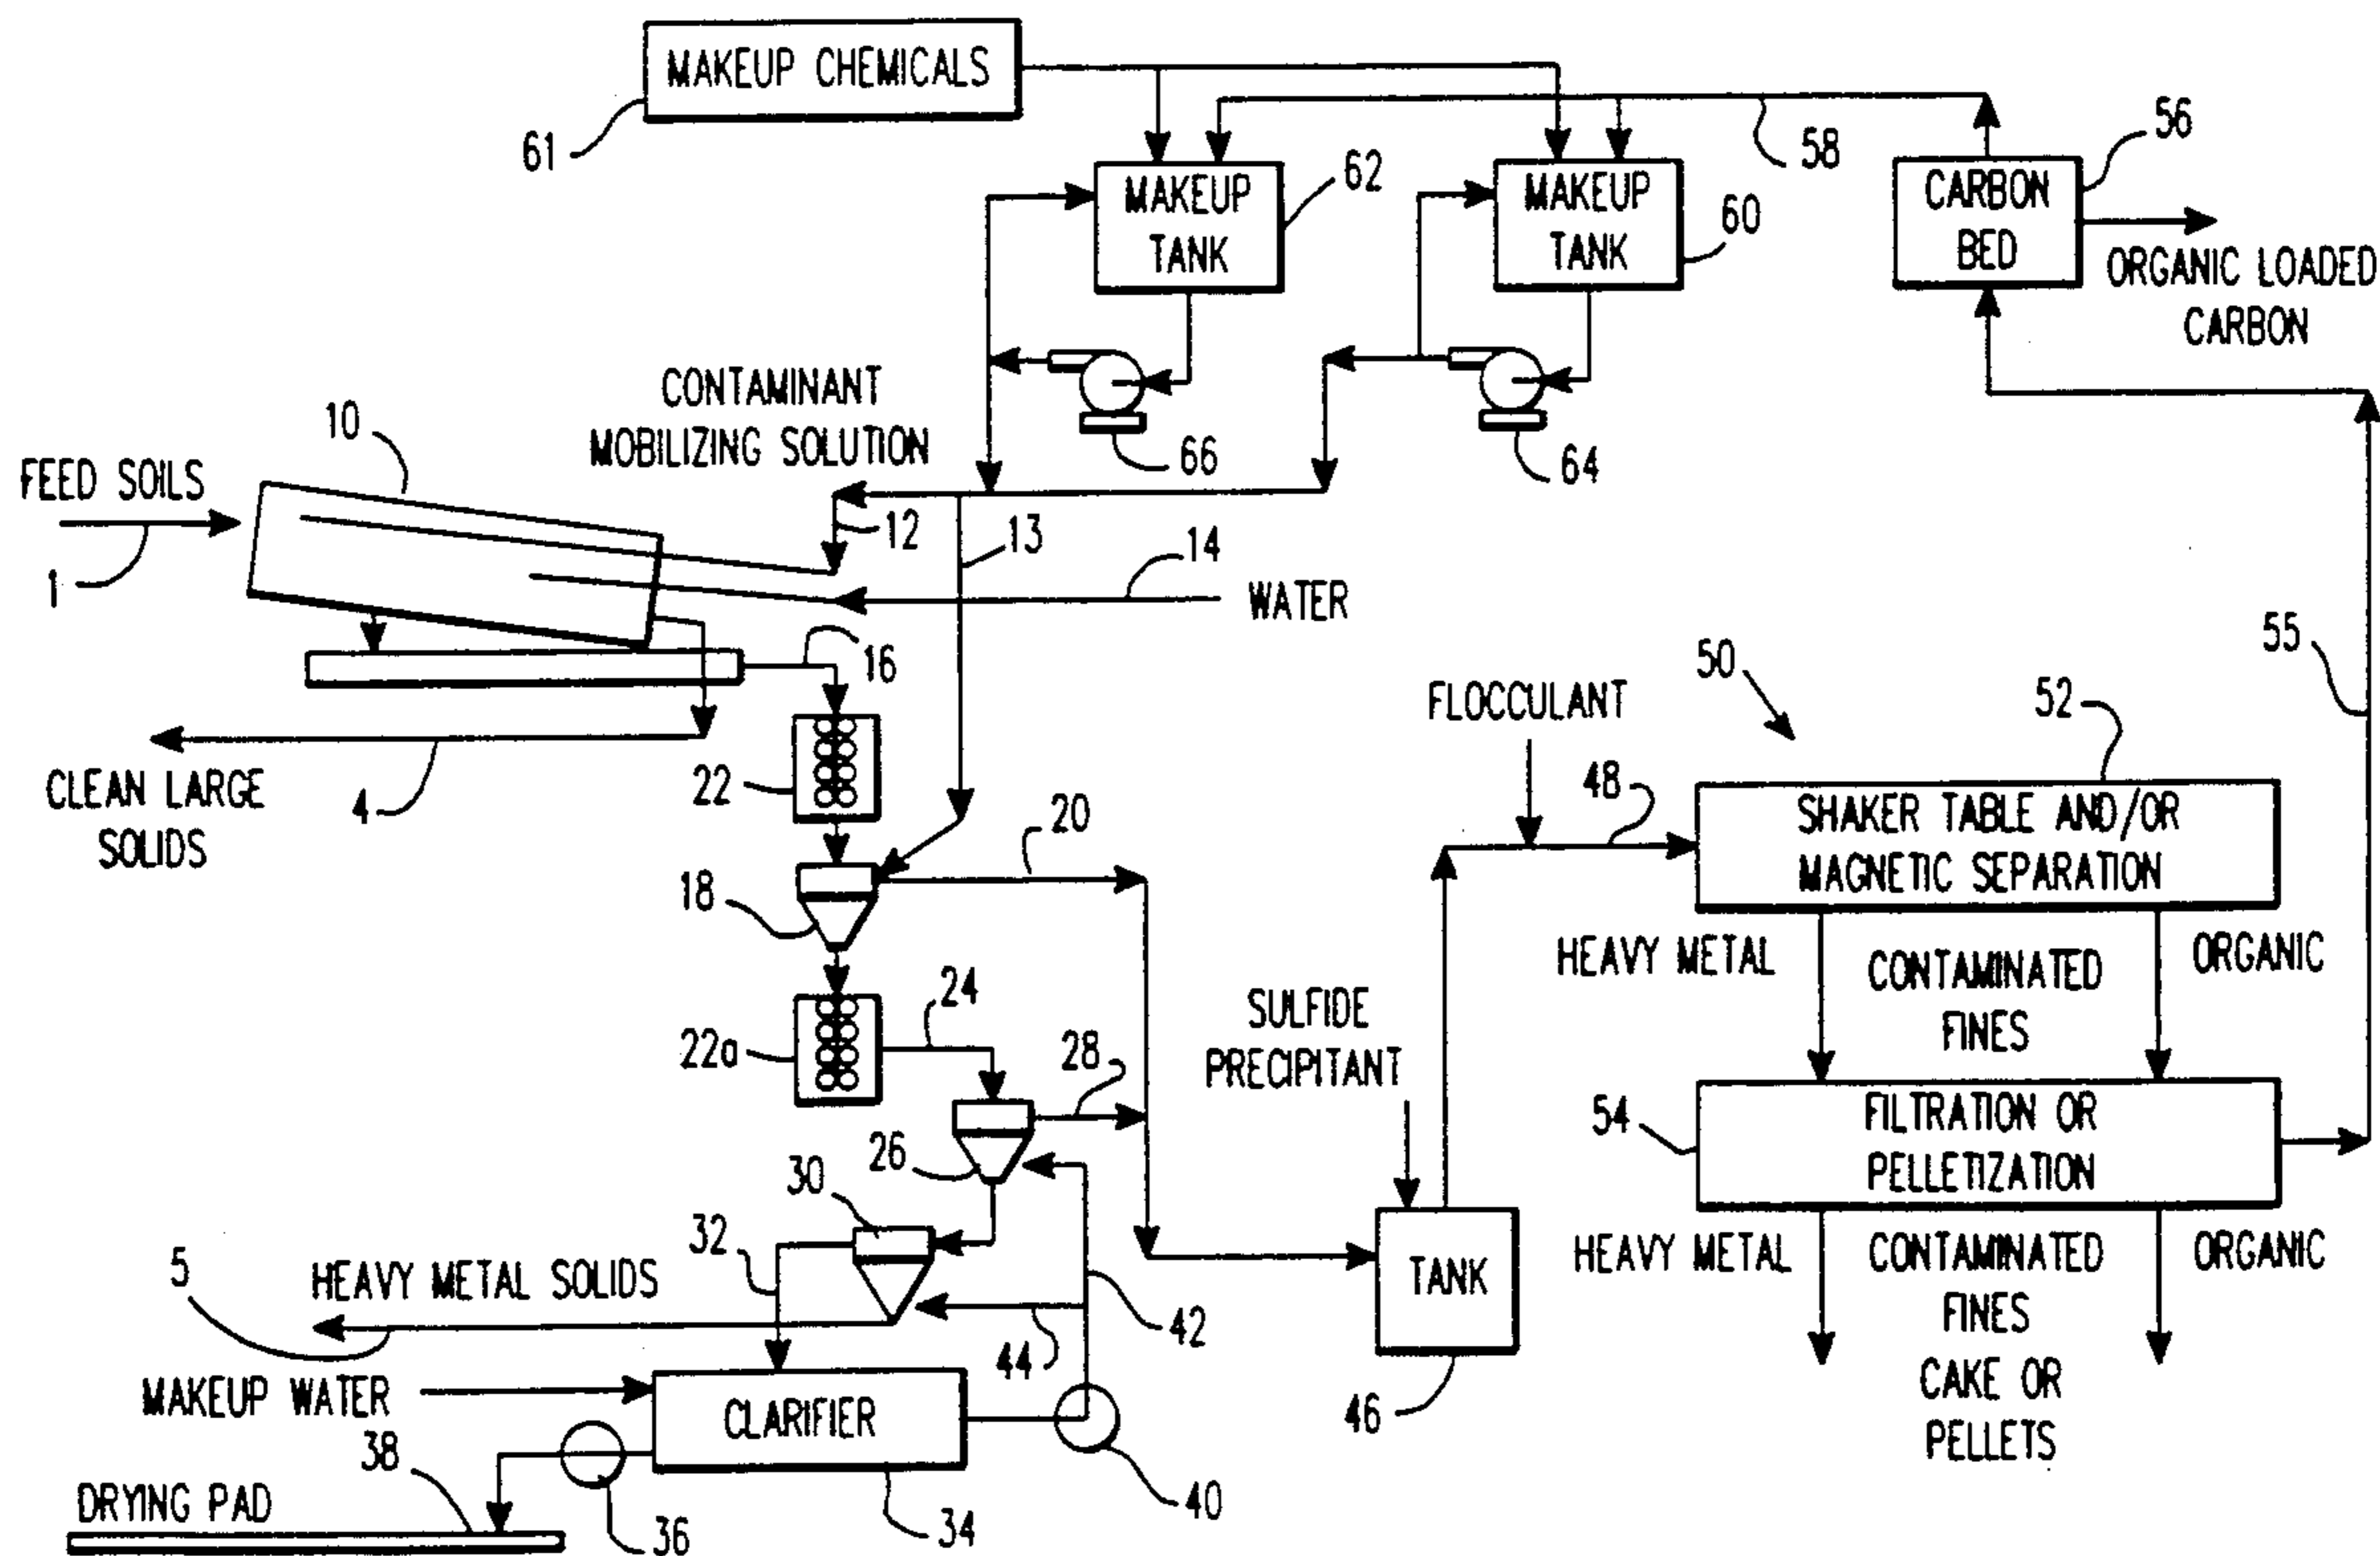 MAKEUP CHEMICALS
61
58
56
MAKEUP
TANK
62
MAKEUP
TANK
60
CARBON
BED
ORGANIC LOADED
CARBON
CONTAMINANT
MOBILIZING SOLUTION
66
64
10
FEED SOILS
1
12
13
14
WATER
16
CLEAN LARGE
SOLIDS
4
22
20
18
FLOCCULANT
48
50
52
55
SHAKER TABLE AND/OR
MAGNETIC SEPARATION
HEAVY METAL
CONTAMINATED
FINES
ORGANIC
24
22a
28
26
SULFIDE
PRECIPITANT
54
FILTRATION OR
PELLETIZATION
30
32
5
HEAVY METAL SOLIDS
42
44
TANK
46
HEAVY METAL
CONTAMINATED
FINES
CAKE OR
PELLETS
ORGANIC
MAKEUP WATER
CLARIFIER
38
DRYING PAD
36
34
40